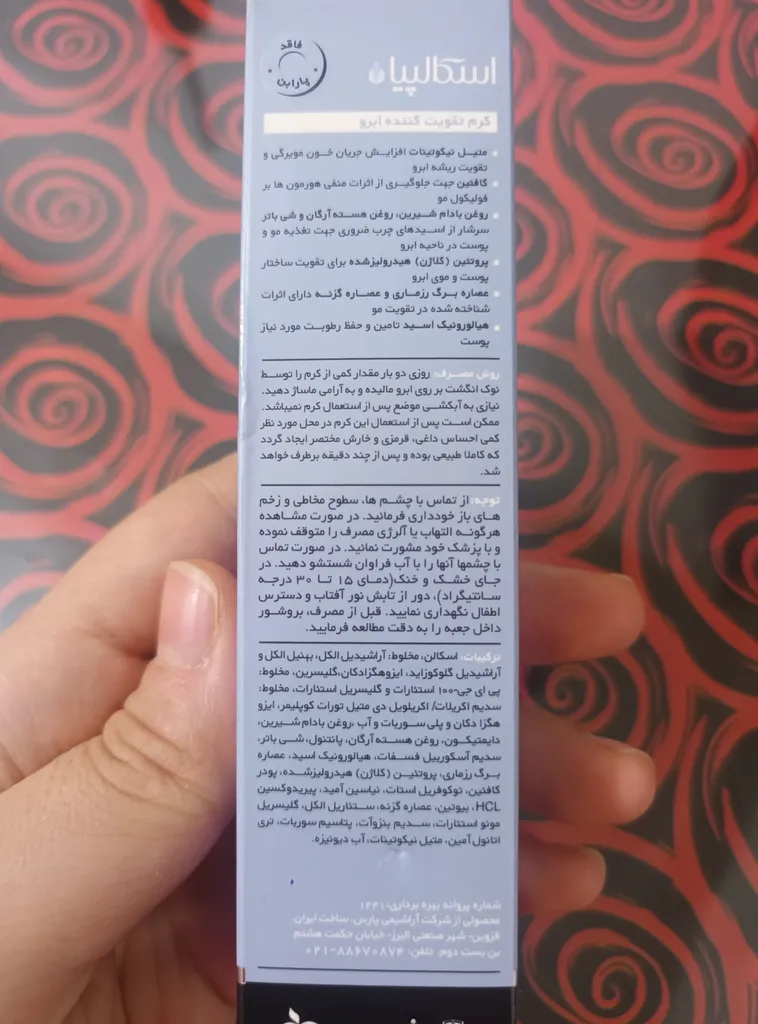 فاقد
پارابن
اسکالپیا
کرم تقویت کننده ابرو
• متیل نیکوتینات افزایش جریان خون مویرگی و
تقویت ریشه ابرو
• کافئین جهت جلوگیری از اثرات منفی هورمون ها بر
فولیکول مو
• روغن بادام شیرین، روغن هسته آرگان و شی باتر
سرشار از اسیدهای چرب ضروری جهت تغذیه مو و
پوست در ناحیه ابرو
• پروتئین (کلاژن) هیدرولیزشده برای تقویت ساختار
پوست و موی ابرو
• عصاره برگ رزماری و عصاره گزنه دارای اثرات
شناخته شده در تقویت مو
• هیالورونیک اسید تامین و حفظ رطوبت مورد نیاز
پوست
روش مصرف: روزی دو بار مقدار کمی از کرم را توسط
نوک انگشت بر روی ابرو مالیده و به آرامی ماساژ دهید.
نیازی به آبکشی موضع پس از استعمال کرم نمیباشد.
ممکن است پس از استعمال این کرم در محل مورد نظر
کمی احساس داغی، قرمزی و خارش مختصر ایجاد گردد
که کاملا طبیعی بوده و پس از چند دقیقه برطرف خواهد
شد.
توجه: از تماس با چشم ها، سطوح مخاطی و زخم
های باز خودداری فرمائید. در صورت مشاهده
هرگونه التهاب یا آلرژی مصرف را متوقف نموده
و با پزشک خود مشورت نمائید. در صورت تماس
با چشمها آنها را با آب فراوان شستشو دهید. در
جای خشک و خنک(دمای ۱۵ تا ۳۰ درجه
سانتیگراد)، دور از تابش نور آفتاب و دسترس
اطفال نگهداری نمایید. قبل از مصرف، بروشور
داخل جعبه را به دقت مطالعه فرمایید.
ترکیبات: اسکالن، مخلوط: آراشیدیل الکل، بهنیل الکل و
آراشیدیل گلوکوزاید، ایزوهگزادکان،گلیسرین، مخلوط:
پی ای جی-۱۰۰ استئارات و گلیسریل استئارات، مخلوط:
سدیم آکریلات/ اکریلویل دی متیل تورات کوپلیمر، ایزو
هگزا دکان و پلی سوربات و آب ،روغن بادام شیرین،
دایمتیکون، روغن هسته آرگان، پانتنول، شی باتر،
سدیم آسکوربیل فسفات، هیالورونیک اسید، عصاره
برگ رزماری، پروتئین (کلاژن) هیدرولیزشده، پودر
کافئین، توکوفریل استات، نیاسین آمید، پیریدوکسین
HCL، بیوتین، عصاره گزنه، ستئاریل الکل، گلیسریل
مونو استئارات، سدیم بنزوآت، پتاسیم سوربات، تری
اتانول آمین، متیل نیکوتینات، آب دیونیزه.
شماره پروانه بهره برداری: ۱۲۴۱
محصولی از شرکت آراشیمی پارس. ساخت ایران
قزوین- شهر صنعتی البرز- خیابان حکمت هشتم
بن بست دوم. تلفن: ۸۸۶۷۰۸۷۴-۰۲۱